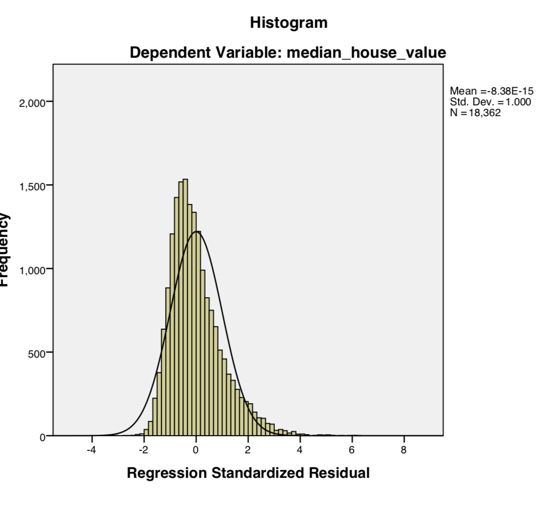 Histogram
Dependent Variable: median_house_value
Mean =-8.38E-15
Std. Dev. =1.000
N =18,362
2,000
1,500
1,000
500
0
Frequency
-4
-2
0
2
4
6
8
Regression Standardized Residual